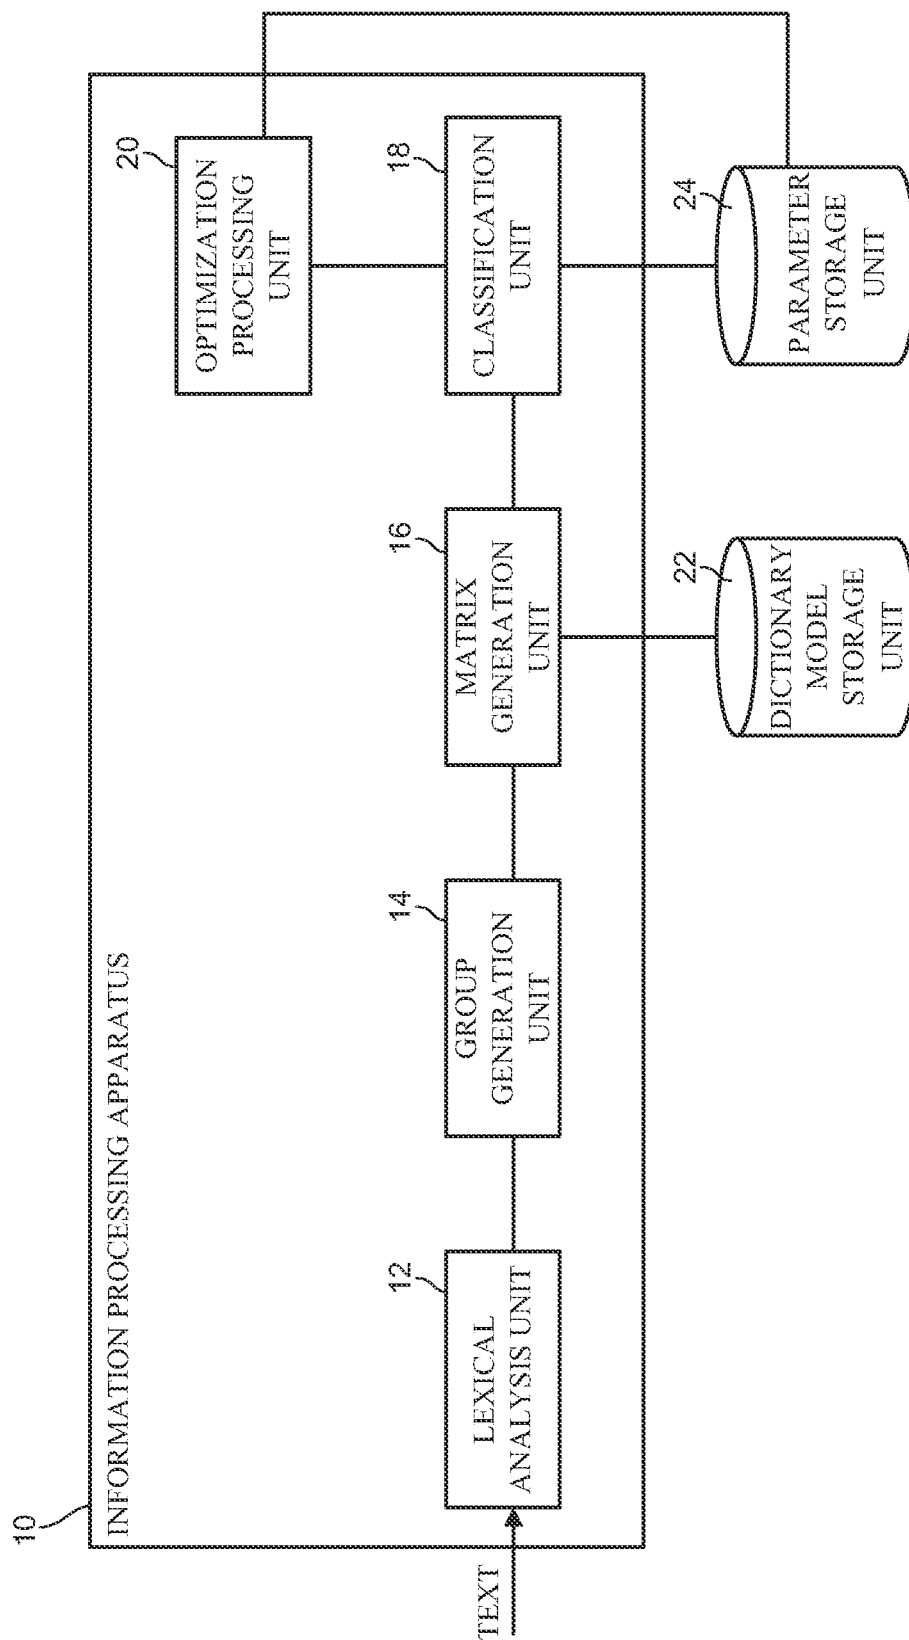 10
INFORMATION PROCESSING APPARATUS
TEXT
12
LEXICAL
ANALYSIS UNIT
14
GROUP
GENERATION
UNIT
16
MATRIX
GENERATION
UNIT
18
CLASSIFICATION
UNIT
20
OPTIMIZATION
PROCESSING
UNIT
22
DICTIONARY
MODEL
STORAGE
UNIT
24
PARAMETER
STORAGE
UNIT